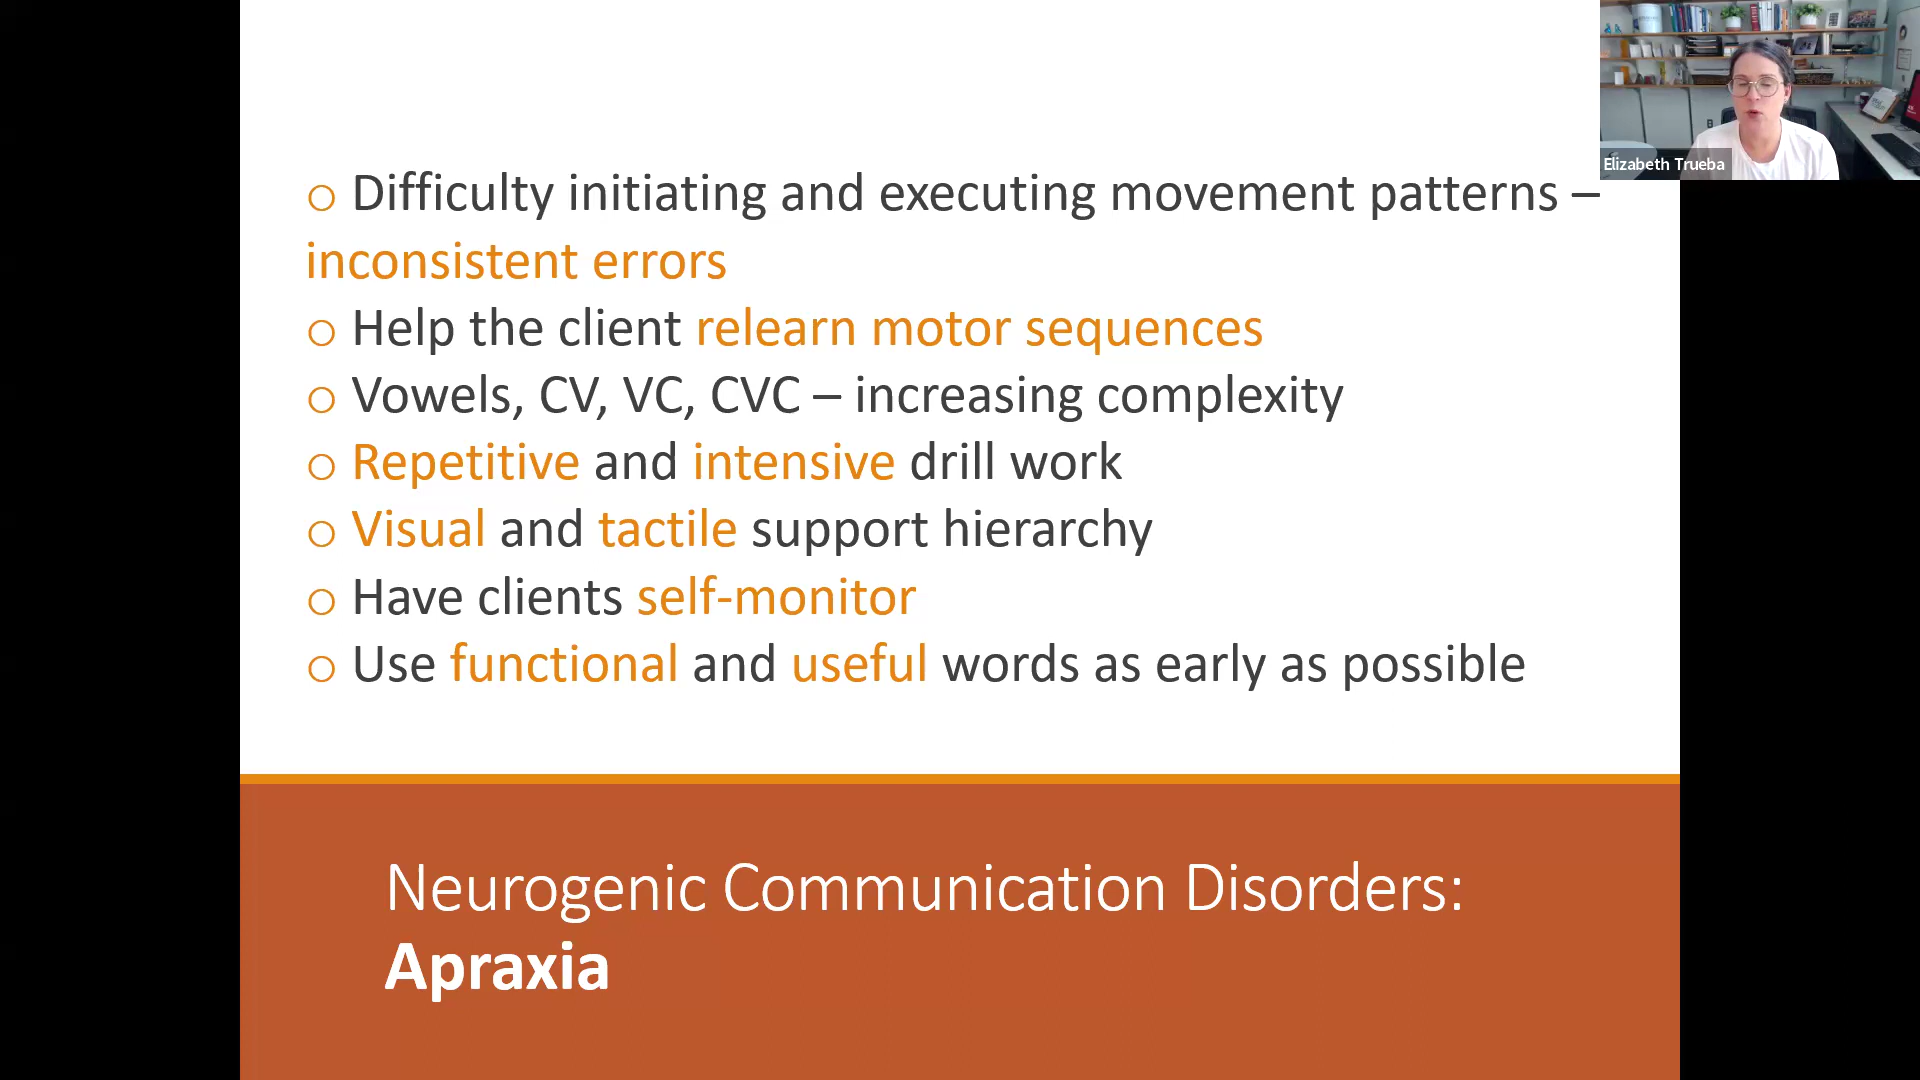 Elizabeth Trueba
○ Difficulty initiating and executing movement patterns –
inconsistent errors
○ Help the client relearn motor sequences
○ Vowels, CV, VC, CVC – increasing complexity
○ Repetitive and intensive drill work
○ Visual and tactile support hierarchy
○ Have clients self-monitor
○ Use functional and useful words as early as possible
Neurogenic Communication Disorders:
Apraxia